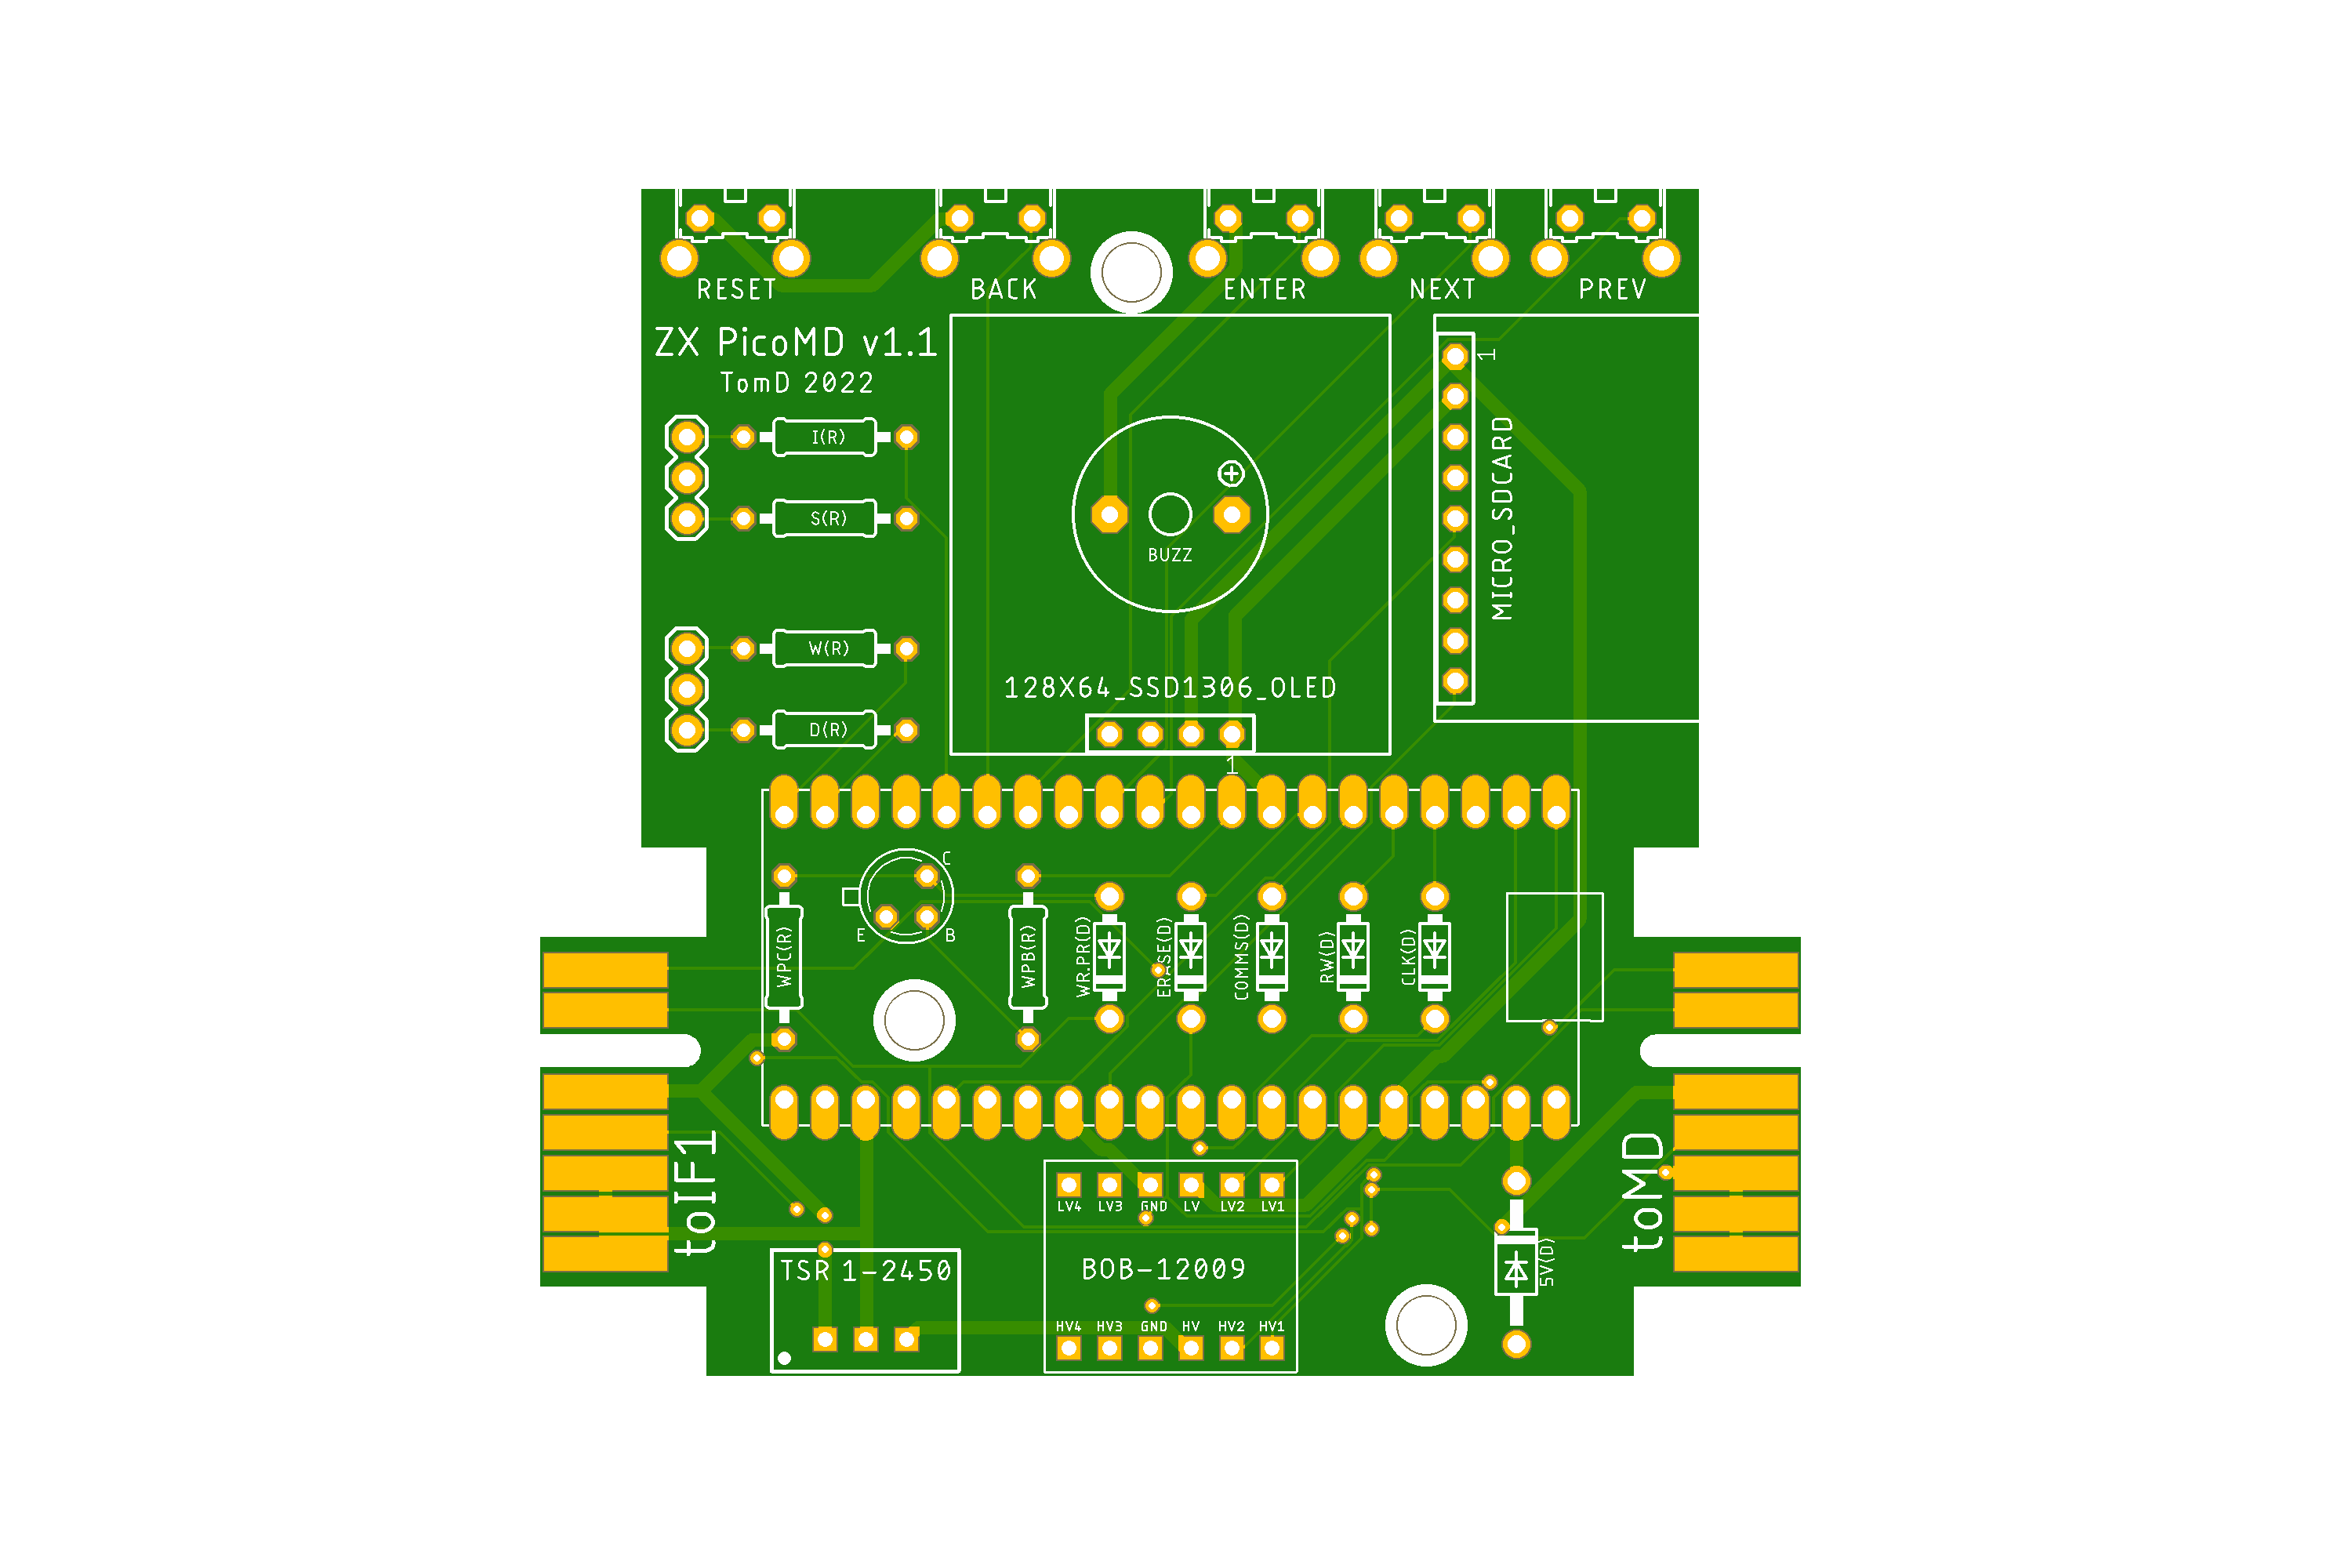 RESET
BACK
ENTER
NEXT
PREV
ZX PicoMD v1.1
TomD 2022
1
I(R)
S(R)
MICRO_SDCARD
BUZZ
W(R)
128X64_SSD1306_OLED
D(R)
1
C
E
B
WPC(R)
WPB(R)
WR.PR(D)
ERASE(D)
COMMS(D)
RW(D)
CLK(D)
toIF1
toMD
LV4 LV3 GND LV LV2 LV1
5V(D)
TSR 1-2450
BOB-12009
HV4 HV3 GND HV HV2 HV1